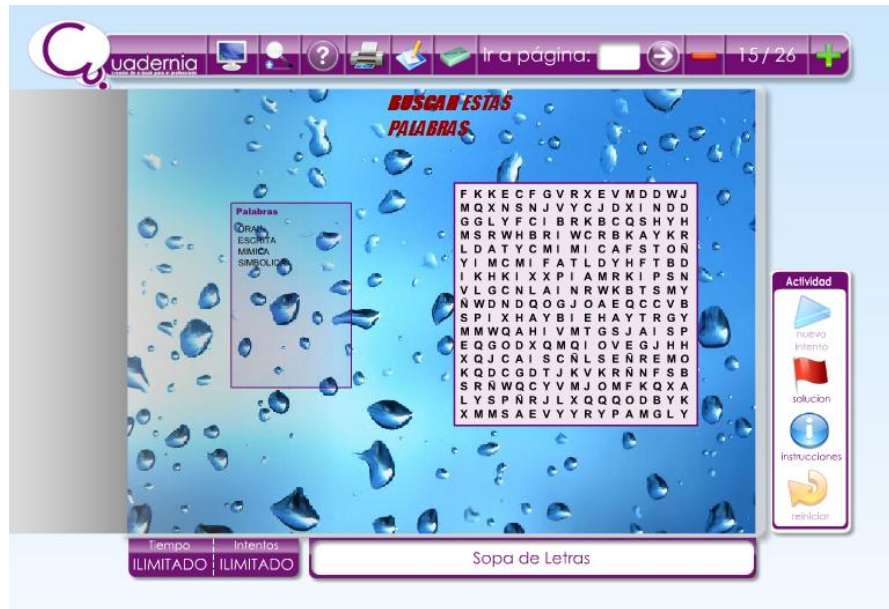 Cuadernia
Ir a página:
15/26
BUSCAR ESTAS
PALABRAS
Palabras
ORAL
ESCRITA
MIMICA
SIMBOLICA
F K K E C F G V R X E V M D D W J
M Q X N S N J V Y C J D X I N D D
G G L Y F C I B R K B C Q S H Y H
M S R W H B R I W C R B K A Y K R
L D A T Y C M I M I C A F S T O Ñ
Y I M C M I F A T L D Y H F T B D
I K H K I X X P I A M R K I P S N
V L G C N L A I N R W K B T S M Y
Ñ W D N D Q O G J O A E Q C C V B
S P I X H A Y B I E H A Y T R G Y
M M W Q A H I V M T G S J A I S P
E Q G O D X Q M Q I O V E G J H H
X Q J C A I S C Ñ L S E Ñ R E M O
K Q D C G D T J K V K R Ñ N F S B
S R Ñ W Q C Y V M J O M F K Q X A
L Y S P Ñ R J L X Q Q Q O D B Y K
X M M S A E V Y Y R Y P A M G L Y
Actividad
nuevo
intento
solucion
instrucciones
reiniciar
Tiempo
Intentos
ILIMITADO
ILIMITADO
Sopa de Letras